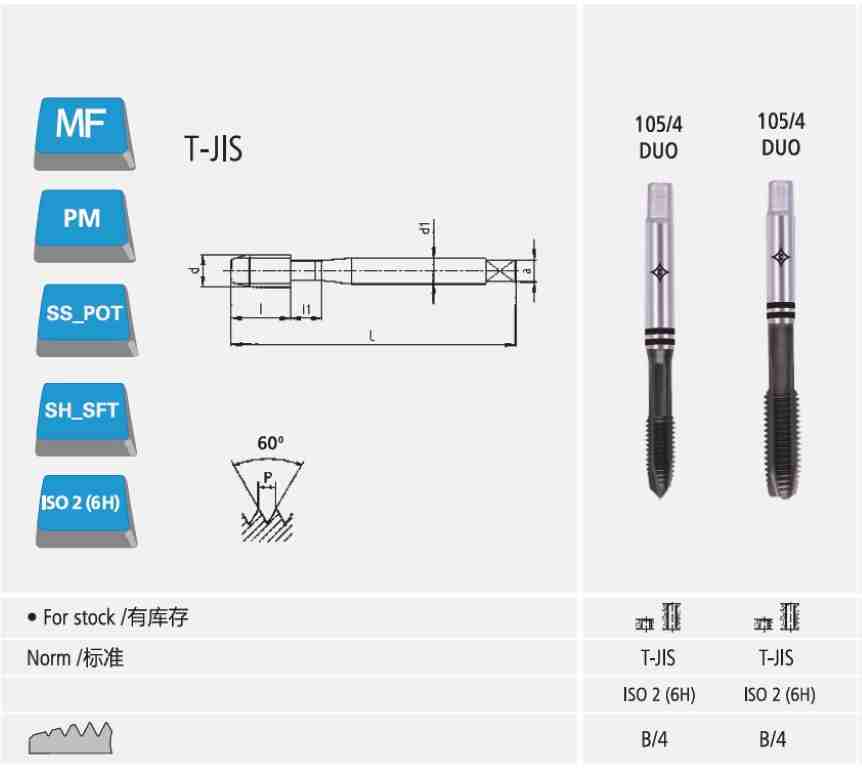 MF
PM
SS_POT
SH_SFT
ISO 2 (6H)
T-JIS
d
l
l1
L
d1
a
60º
P
105/4
DUO
105/4
DUO
• For stock /有库存
Norm /标准
T-JIS
T-JIS
ISO 2 (6H)
ISO 2 (6H)
B/4
B/4